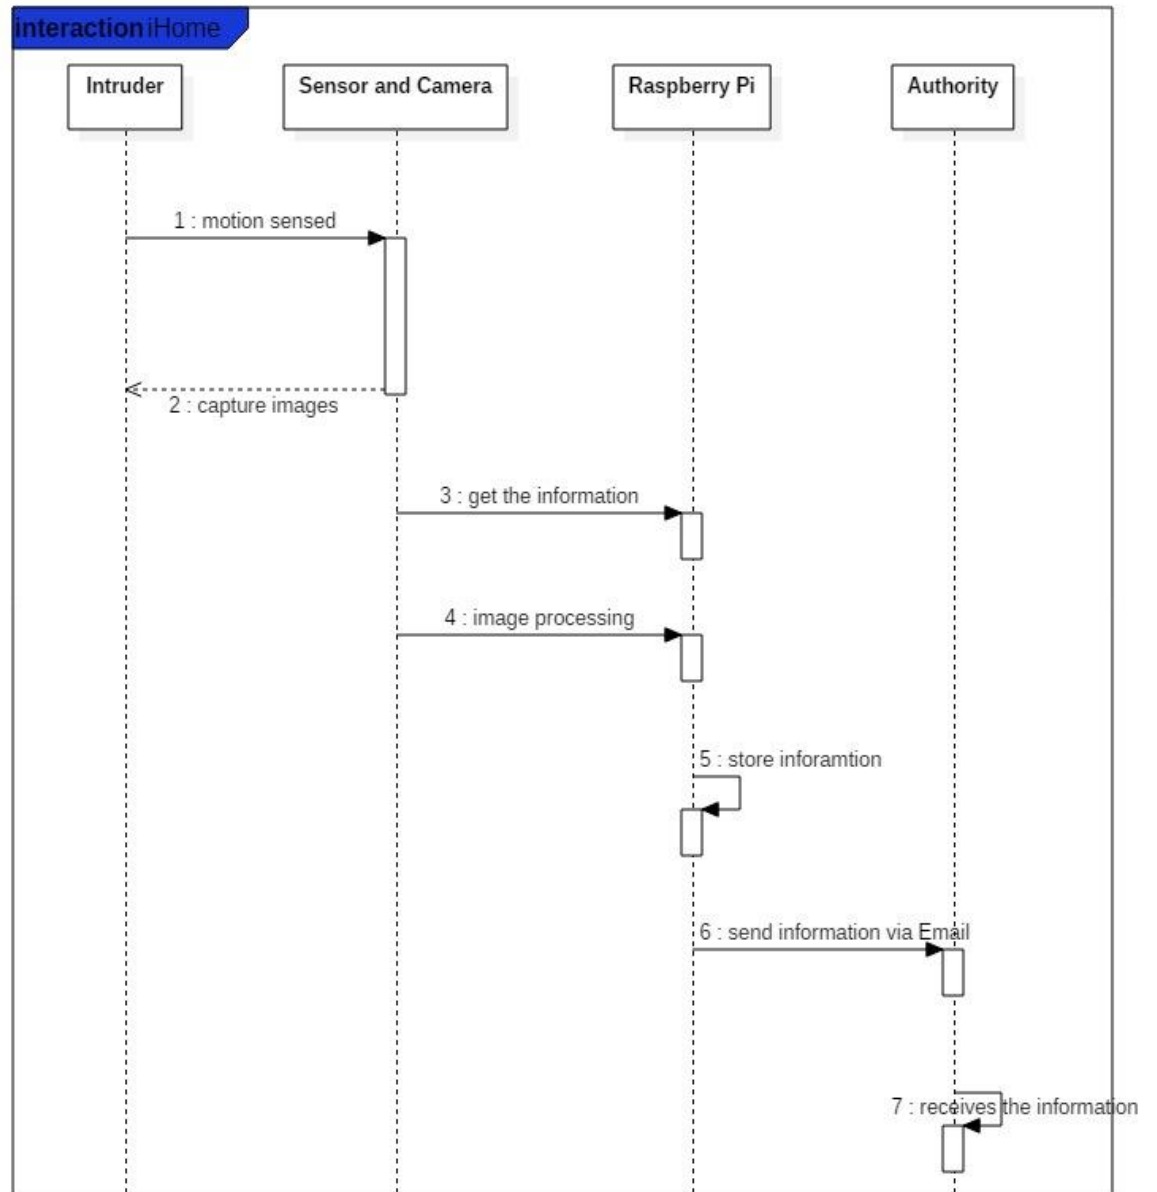 interaction iHome
Intruder
Sensor and Camera
Raspberry Pi
Authority
1 : motion sensed
2 : capture images
3 : get the information
4 : image processing
5 : store inforamtion
6 : send information via Email
7 : receives the information